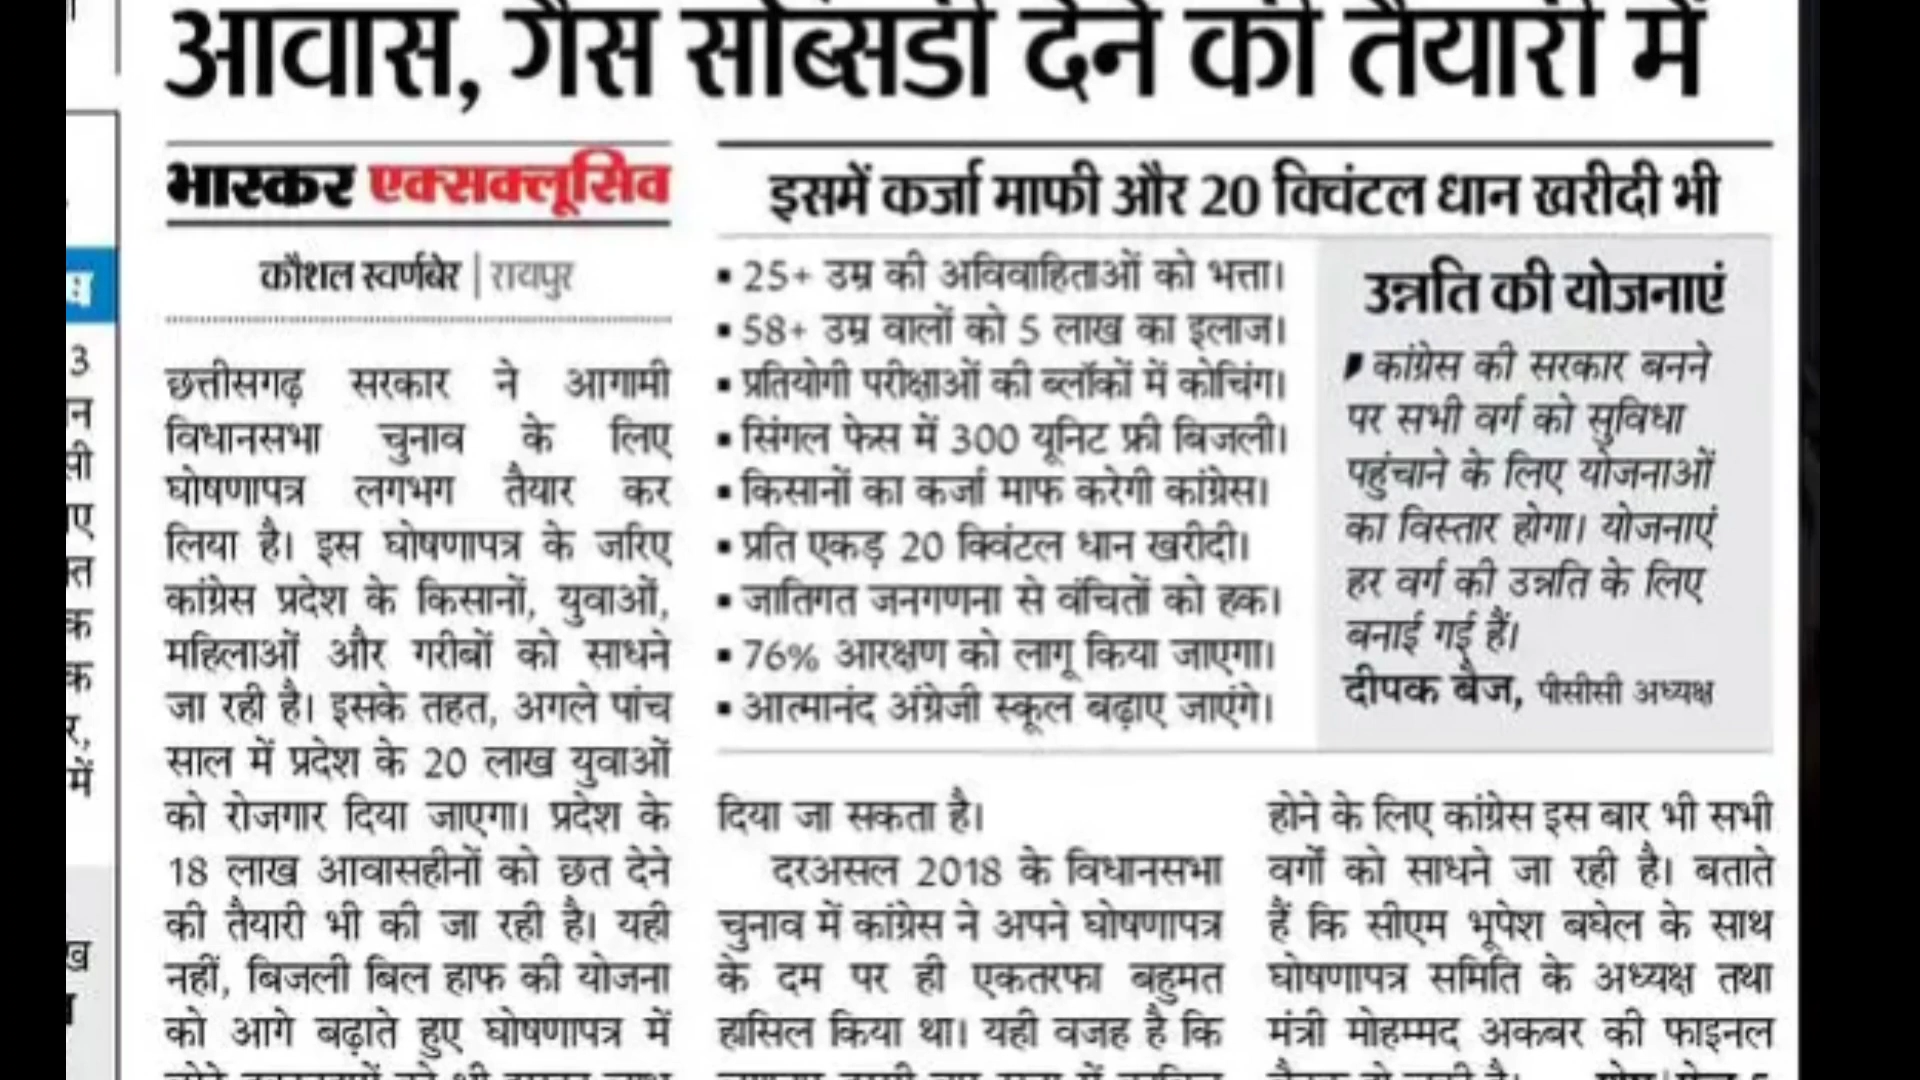 आवास, गैस सब्सिडी देने की तैयारी में
भास्कर एक्सक्लूसिव
कौशल स्वर्णबेर | रायपुर
छत्तीसगढ़ सरकार ने आगामी
विधानसभा चुनाव के लिए
घोषणापत्र लगभग तैयार कर
लिया है। इस घोषणापत्र के जरिए
कांग्रेस प्रदेश के किसानों, युवाओं,
महिलाओं और गरीबों को साधने
जा रही है। इसके तहत, अगले पांच
साल में प्रदेश के 20 लाख युवाओं
को रोजगार दिया जाएगा। प्रदेश के
18 लाख आवासहीनों को छत देने
की तैयारी भी की जा रही है। यही
नहीं, बिजली बिल हाफ की योजना
को आगे बढ़ाते हुए घोषणापत्र में
इसमें कर्जा माफी और 20 क्विंटल धान खरीदी भी
▪ 25+ उम्र की अविवाहिताओं को भत्ता।
▪ 58+ उम्र वालों को 5 लाख का इलाज।
▪ प्रतियोगी परीक्षाओं की ब्लॉकों में कोचिंग।
▪ सिंगल फेस में 300 यूनिट फ्री बिजली।
▪ किसानों का कर्जा माफ करेगी कांग्रेस।
▪ प्रति एकड़ 20 क्विंटल धान खरीदी।
▪ जातिगत जनगणना से वंचितों को हक।
▪ 76% आरक्षण को लागू किया जाएगा।
▪ आत्मानंद अंग्रेजी स्कूल बढ़ाए जाएंगे।
उन्नति की योजनाएं
कांग्रेस की सरकार बनने
पर सभी वर्ग को सुविधा
पहुंचाने के लिए योजनाओं
का विस्तार होगा। योजनाएं
हर वर्ग की उन्नति के लिए
बनाई गई हैं।
दीपक बैज, पीसीसी अध्यक्ष
दिया जा सकता है।
दरअसल 2018 के विधानसभा
चुनाव में कांग्रेस ने अपने घोषणापत्र
के दम पर ही एकतरफा बहुमत
हासिल किया था। यही वजह है कि
होने के लिए कांग्रेस इस बार भी सभी
वर्गों को साधने जा रही है। बताते
हैं कि सीएम भूपेश बघेल के साथ
घोषणापत्र समिति के अध्यक्ष तथा
मंत्री मोहम्मद अकबर की फाइनल